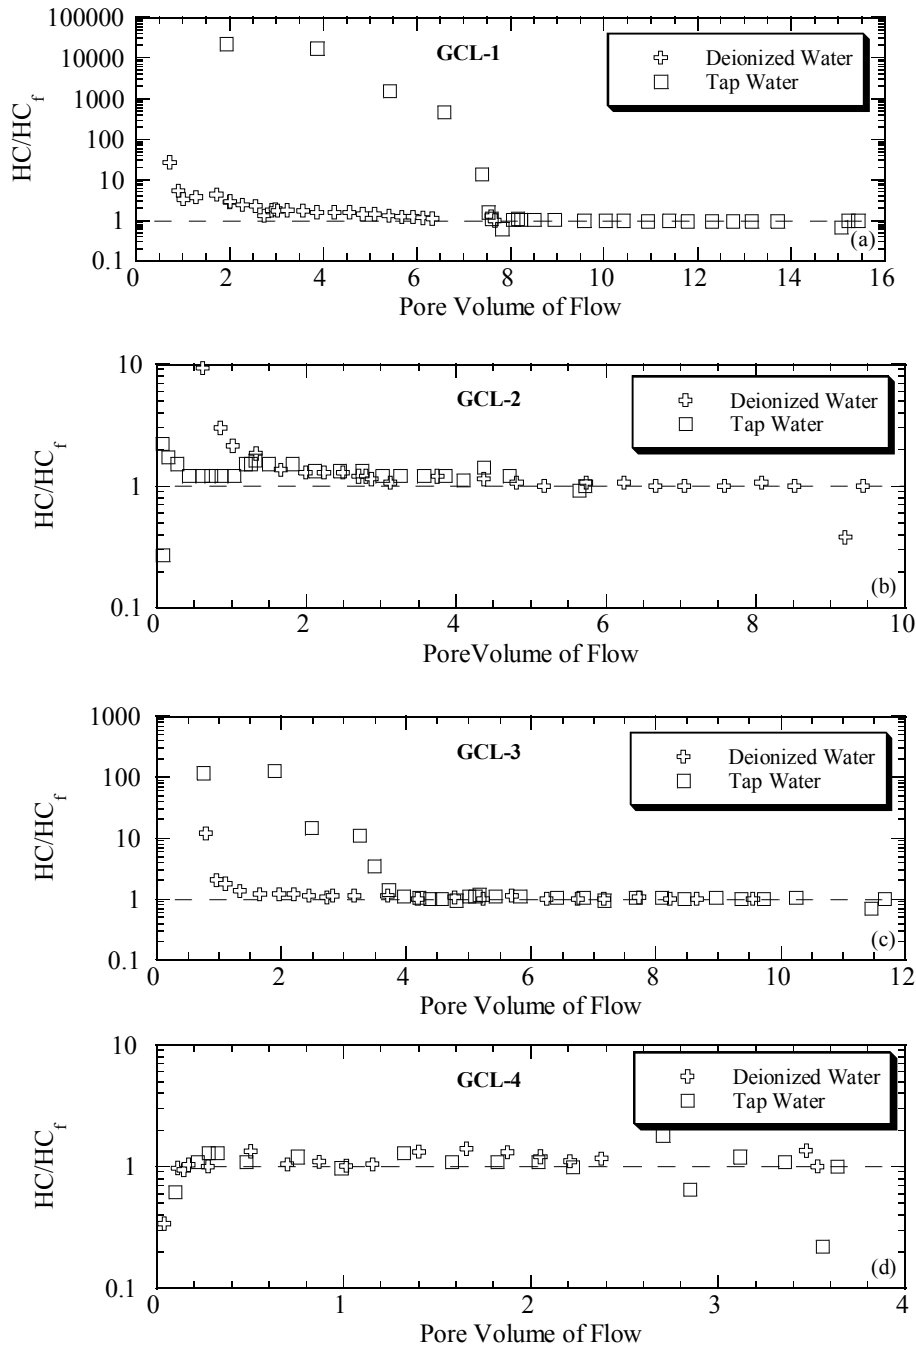 100000
10000
1000
100
10
1
0.1
HC/HC_f
GCL-1
Deionized Water
Tap Water
(a)
0 2 4 6 8 10 12 14 16
Pore Volume of Flow
10
1
0.1
HC/HC_f
GCL-2
Deionized Water
Tap Water
(b)
0 2 4 6 8 10
PoreVolume of Flow
1000
100
10
1
0.1
HC/HC_f
GCL-3
Deionized Water
Tap Water
(c)
0 2 4 6 8 10 12
Pore Volume of Flow
10
1
0.1
HC/HC_f
GCL-4
Deionized Water
Tap Water
(d)
0 1 2 3 4
Pore Volume of Flow